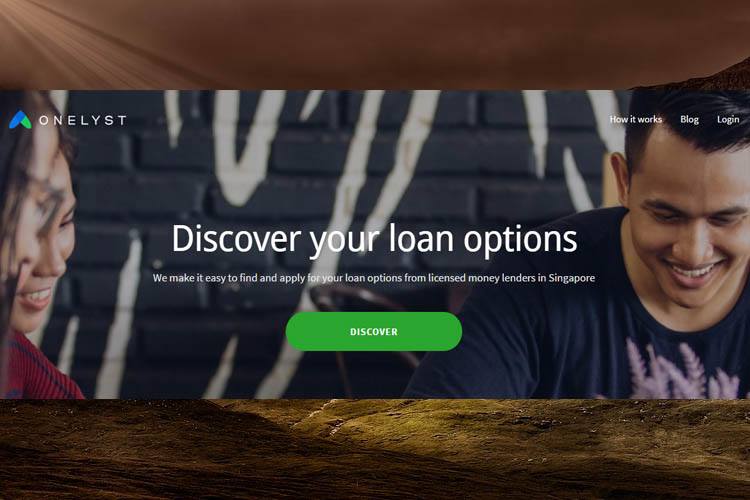 ONELYST
How it works Blog Login
Discover your loan options
We make it easy to find and apply for your loan options from licensed money lenders in Singapore
DISCOVER